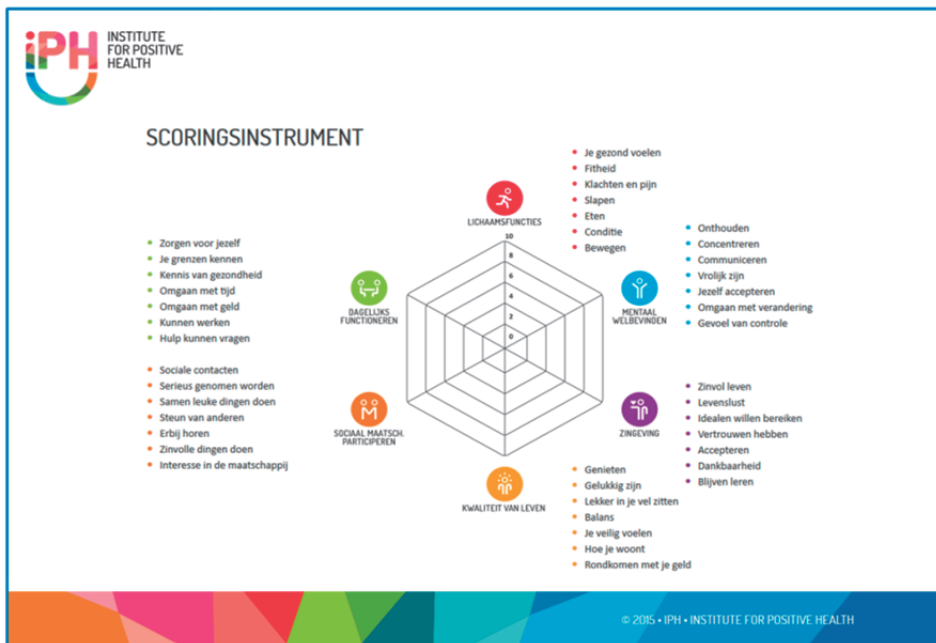 iPH
INSTITUTE
FOR POSITIVE
HEALTH
SCORINGSINSTRUMENT
LICHAAMSFUNCTIES
• Je gezond voelen
• Fitheid
• Klachten en pijn
• Slapen
• Eten
• Conditie
• Bewegen
MENTAAL
WELBEVINDEN
• Onthouden
• Concentreren
• Communiceren
• Vrolijk zijn
• Jezelf accepteren
• Omgaan met verandering
• Gevoel van controle
ZINGEVING
• Zinvol leven
• Levenslust
• Idealen willen bereiken
• Vertrouwen hebben
• Accepteren
• Dankbaarheid
• Blijven leren
KWALITEIT VAN LEVEN
• Genieten
• Gelukkig zijn
• Lekker in je vel zitten
• Balans
• Je veilig voelen
• Hoe je woont
• Rondkomen met je geld
SOCIAAL MAATSCH.
PARTICIPEREN
• Sociale contacten
• Serieus genomen worden
• Samen leuke dingen doen
• Steun van anderen
• Erbij horen
• Zinvolle dingen doen
• Interesse in de maatschappij
DAGELIJKS
FUNCTIONEREN
• Zorgen voor jezelf
• Je grenzen kennen
• Kennis van gezondheid
• Omgaan met tijd
• Omgaan met geld
• Kunnen werken
• Hulp kunnen vragen
10
8
6
4
2
0
© 2015 • IPH • INSTITUTE FOR POSITIVE HEALTH